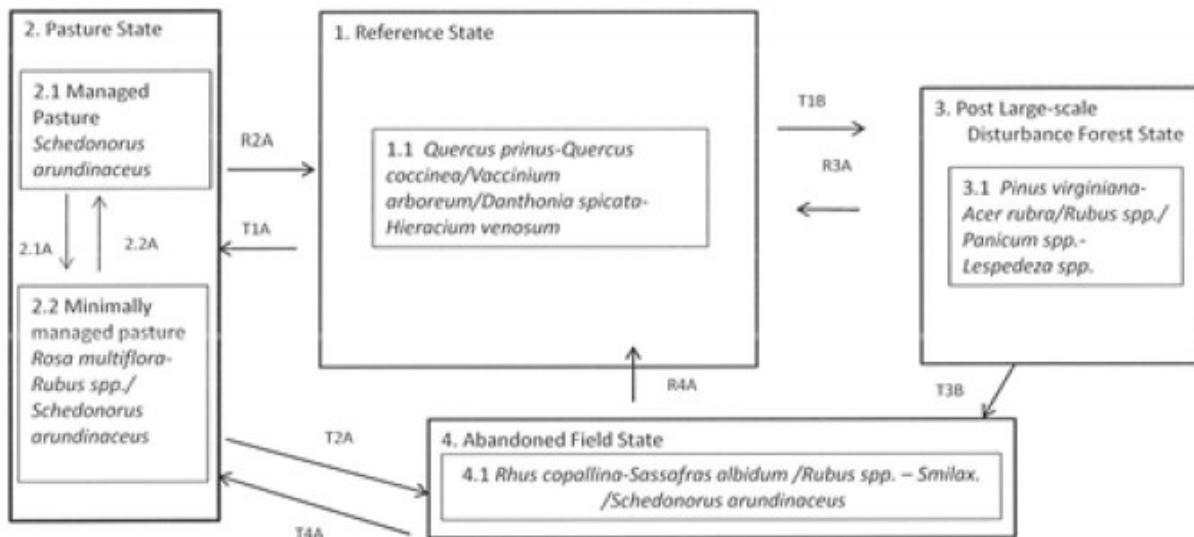 2. Pasture State
2.1 Managed
Pasture
Schedonorus
arundinaceus
2.1A
2.2A
2.2 Minimally
managed pasture
Rosa multiflora-
Rubus spp./
Schedonorus
arundinaceus
R2A
T1A
1. Reference State
1.1 Quercus prinus-Quercus
coccinea/Vaccinium
arboreum/Danthonia spicata-
Hieracium venosum
T1B
R3A
3. Post Large-scale
Disturbance Forest State
3.1 Pinus virginiana-
Acer rubra/Rubus spp./
Panicum spp.-
Lespedeza spp.
R4A
T3B
T2A
T4A
4. Abandoned Field State
4.1 Rhus copallina-Sassafras albidum /Rubus spp. – Smilax.
/Schedonorus arundinaceus